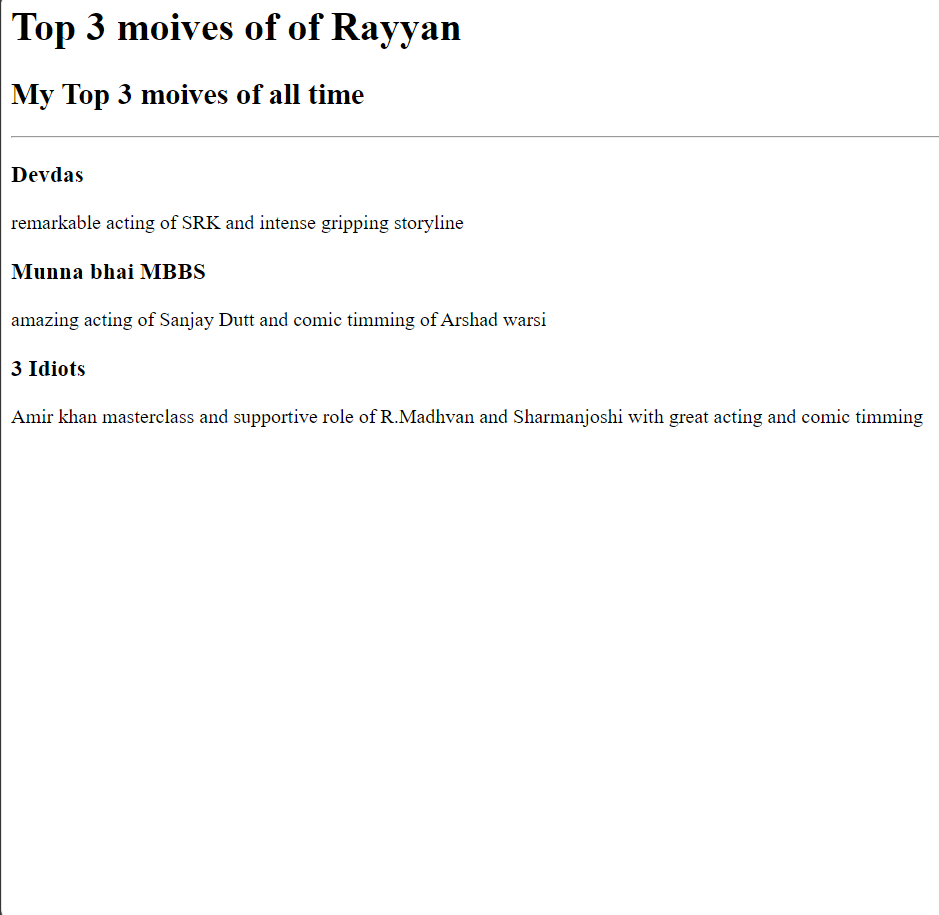 Top 3 moives of of Rayyan
My Top 3 moives of all time
Devdas
remarkable acting of SRK and intense gripping storyline
Munna bhai MBBS
amazing acting of Sanjay Dutt and comic timming of Arshad warsi
3 Idiots
Amir khan masterclass and supportive role of R.Madhvan and Sharmanjoshi with great acting and comic timming